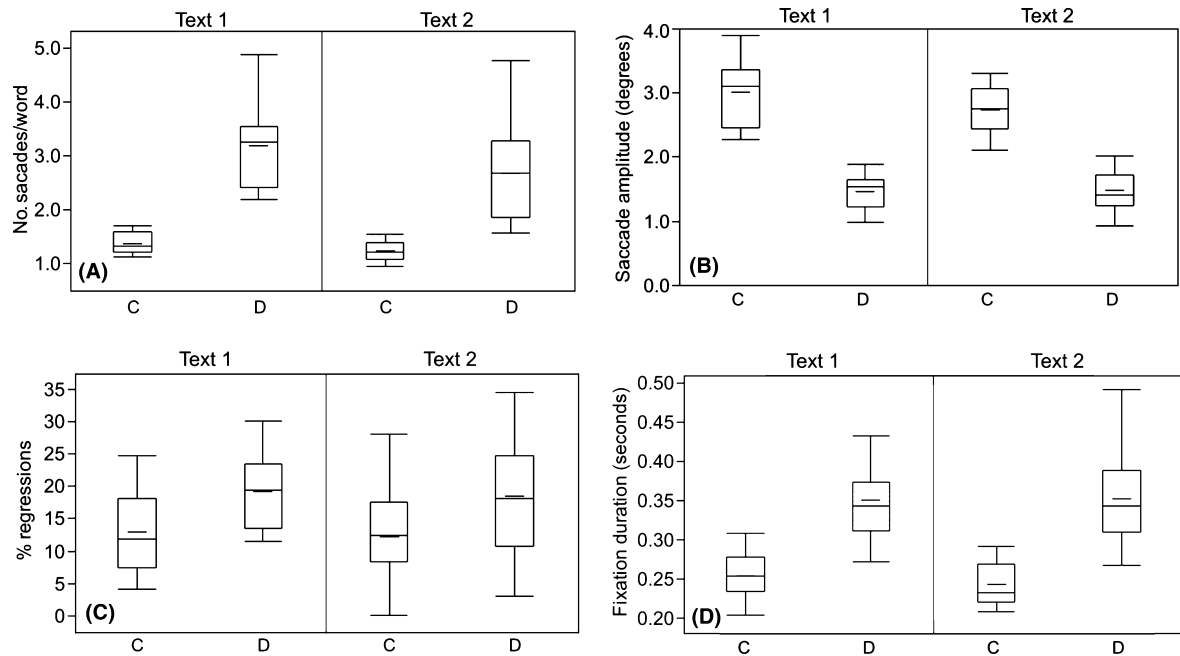 Text 1 Text 2
No. sacades/word
5.0
4.0
3.0
2.0
1.0
(A)
C D C D
Text 1 Text 2
Saccade amplitude (degrees)
4.0
3.0
2.0
1.0
0.0
(B)
C D C D
Text 1 Text 2
% regressions
35
30
25
20
15
10
5
0
(C)
C D C D
Text 1 Text 2
Fixation duration (seconds)
0.50
0.45
0.40
0.35
0.30
0.25
0.20
(D)
C D C D